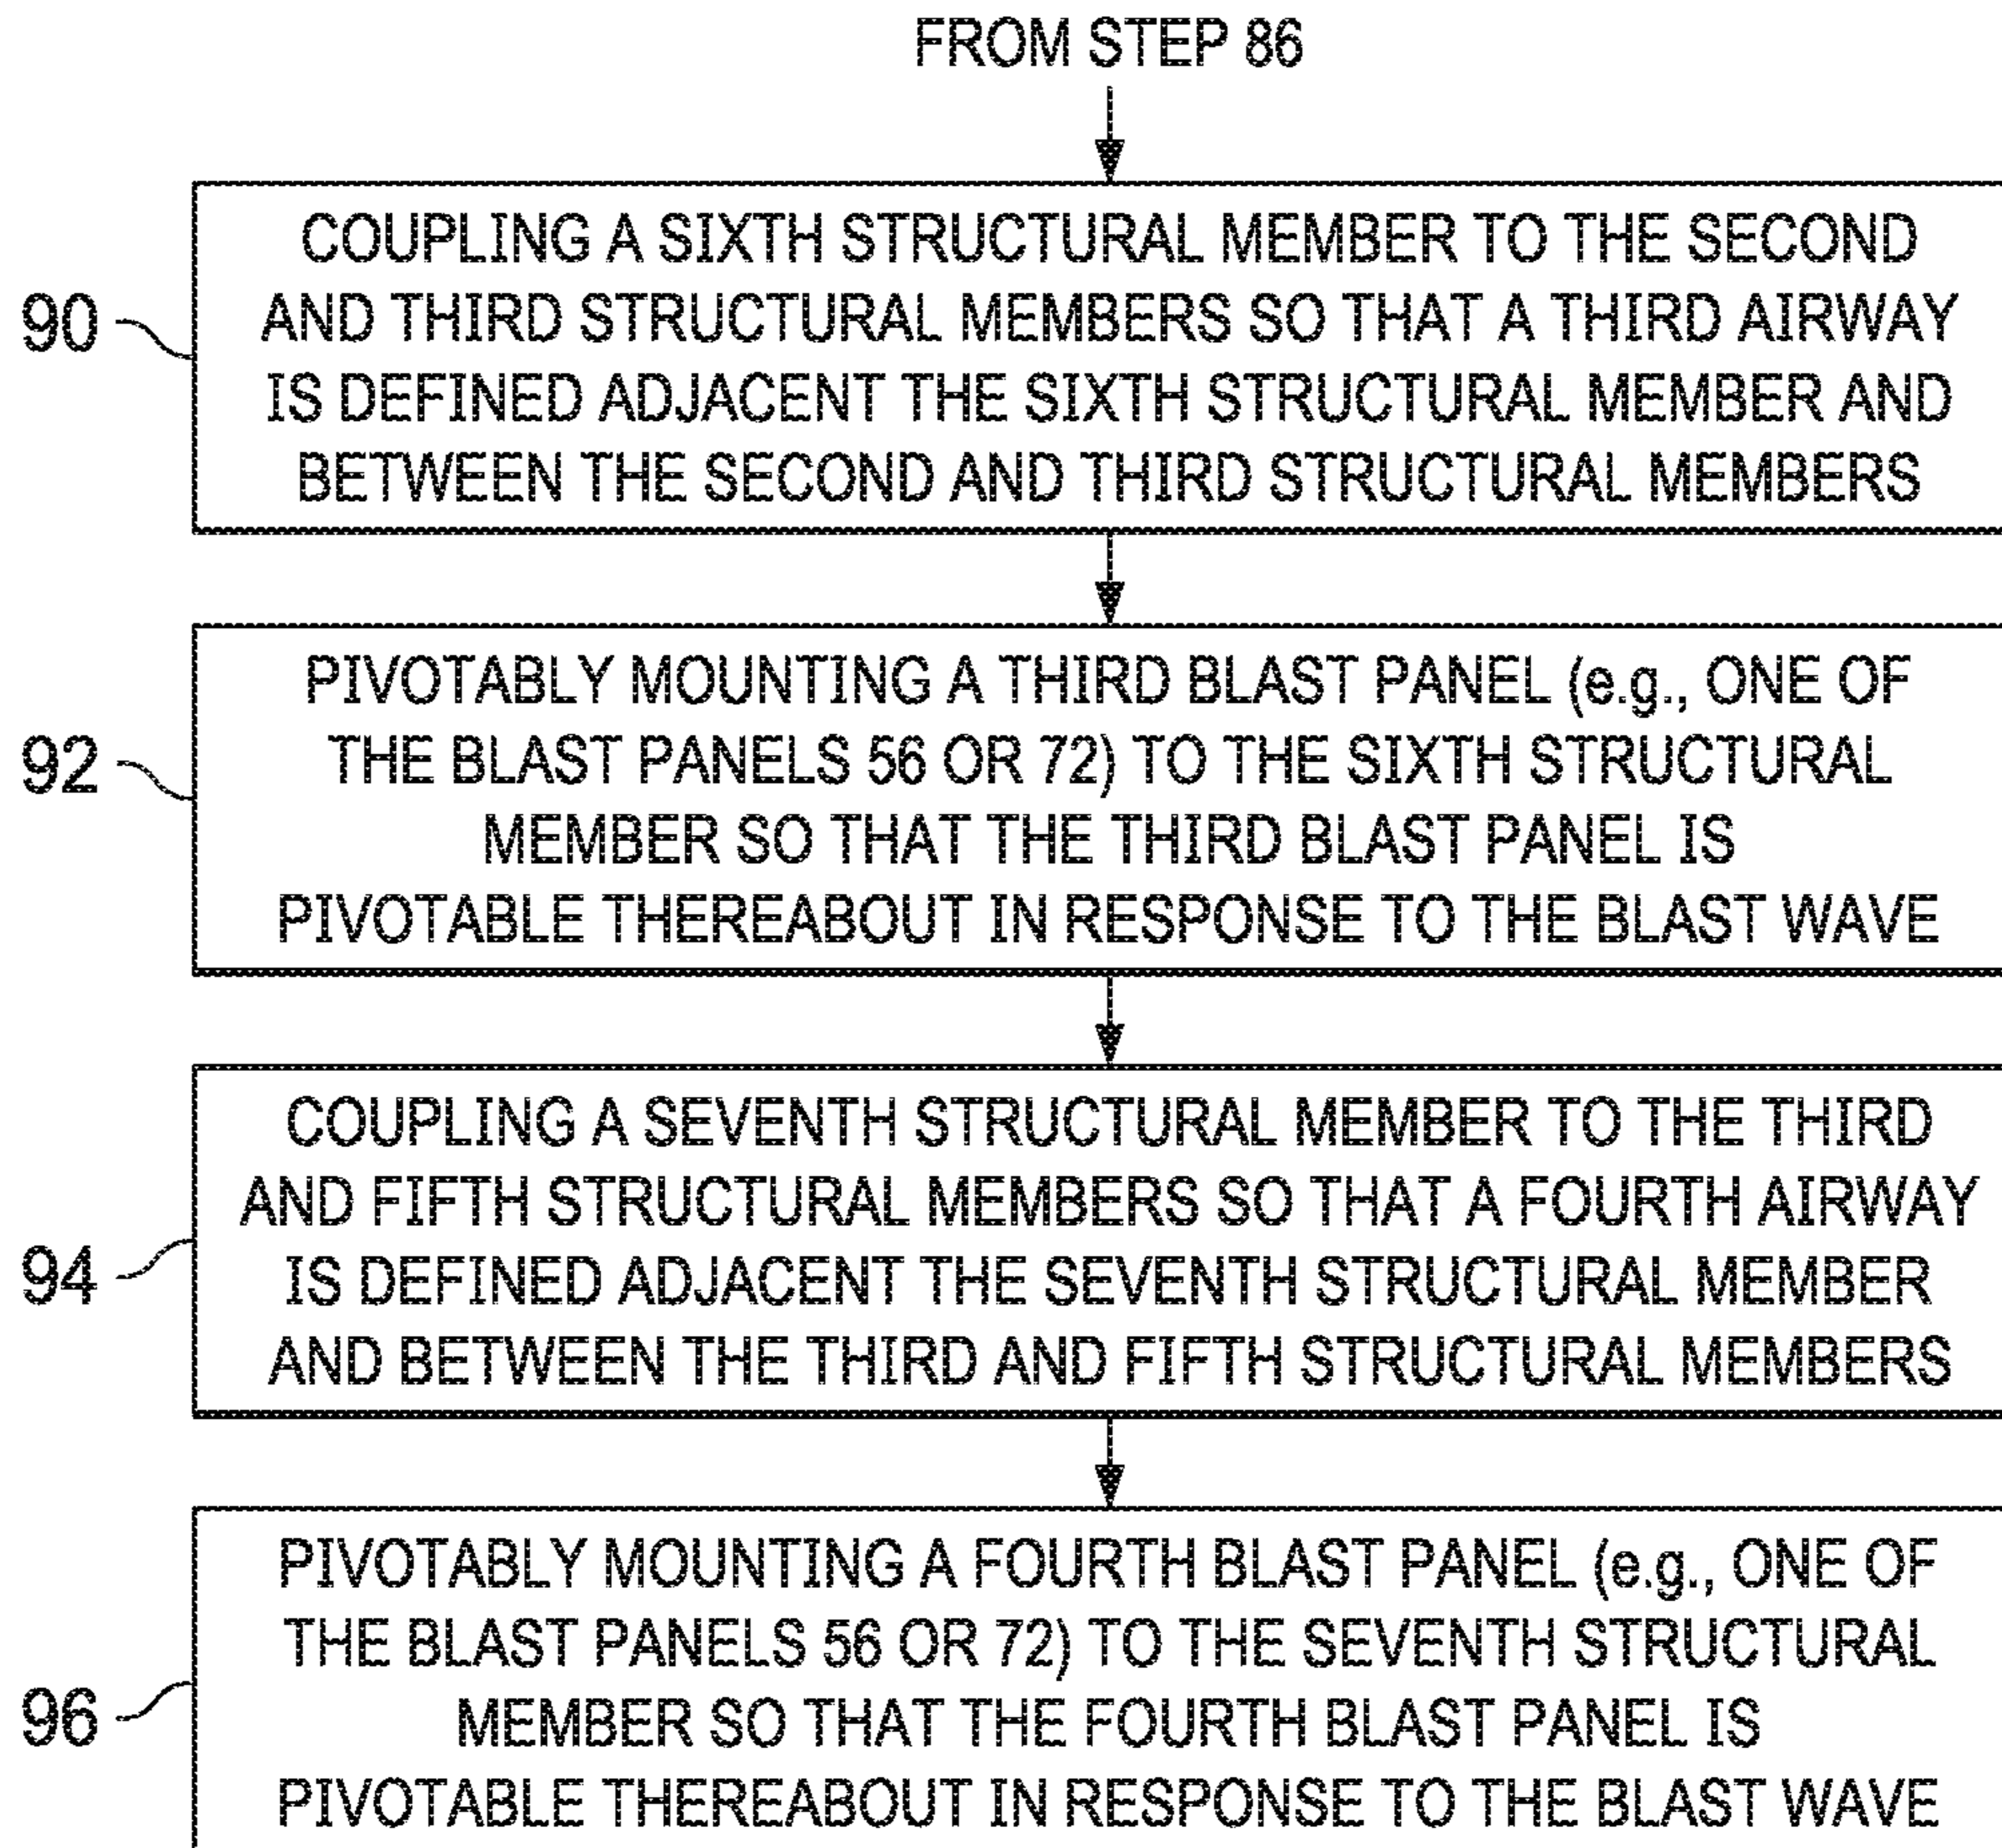 FROM STEP 86
90
COUPLING A SIXTH STRUCTURAL MEMBER TO THE SECOND
AND THIRD STRUCTURAL MEMBERS SO THAT A THIRD AIRWAY
IS DEFINED ADJACENT THE SIXTH STRUCTURAL MEMBER AND
BETWEEN THE SECOND AND THIRD STRUCTURAL MEMBERS
92
PIVOTABLY MOUNTING A THIRD BLAST PANEL (e.g., ONE OF
THE BLAST PANELS 56 OR 72) TO THE SIXTH STRUCTURAL
MEMBER SO THAT THE THIRD BLAST PANEL IS
PIVOTABLE THEREABOUT IN RESPONSE TO THE BLAST WAVE
94
COUPLING A SEVENTH STRUCTURAL MEMBER TO THE THIRD
AND FIFTH STRUCTURAL MEMBERS SO THAT A FOURTH AIRWAY
IS DEFINED ADJACENT THE SEVENTH STRUCTURAL MEMBER
AND BETWEEN THE THIRD AND FIFTH STRUCTURAL MEMBERS
96
PIVOTABLY MOUNTING A FOURTH BLAST PANEL (e.g., ONE OF
THE BLAST PANELS 56 OR 72) TO THE SEVENTH STRUCTURAL
MEMBER SO THAT THE FOURTH BLAST PANEL IS
PIVOTABLE THEREABOUT IN RESPONSE TO THE BLAST WAVE